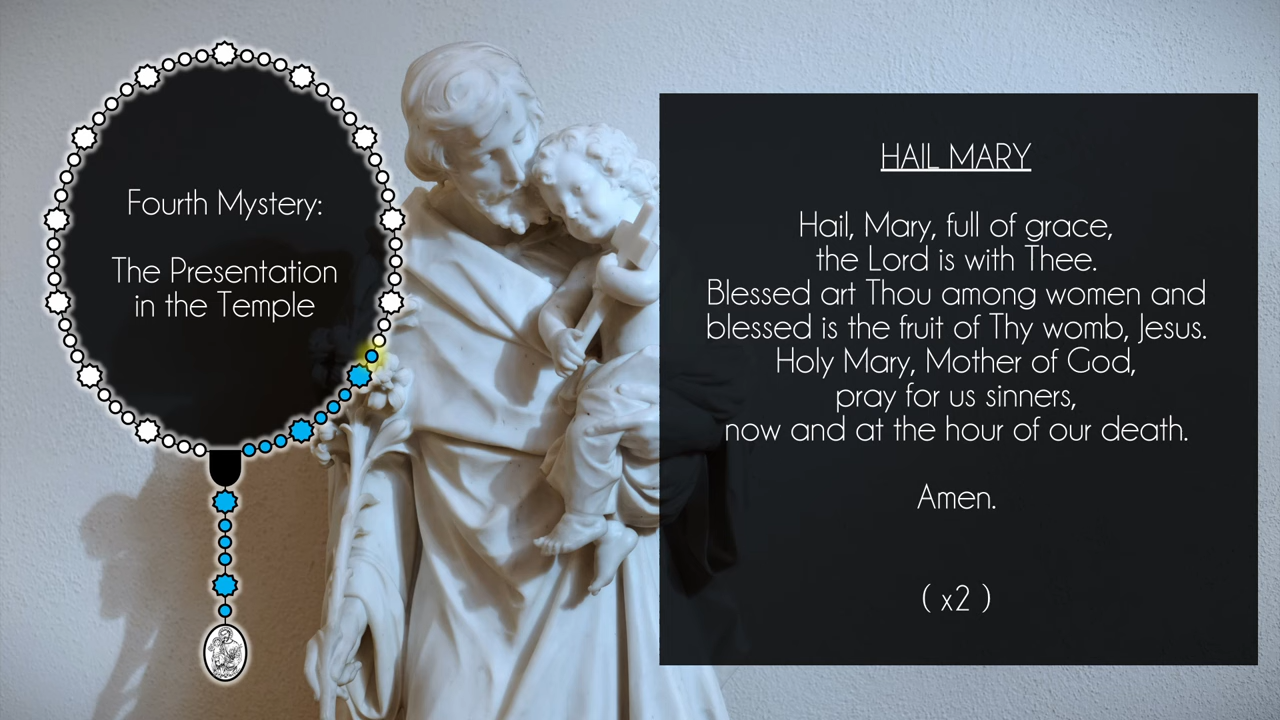 Fourth Mystery:
The Presentation
in the Temple
HAIL MARY
Hail, Mary, full of grace,
the Lord is with Thee.
Blessed art Thou among women and
blessed is the fruit of Thy womb, Jesus.
Holy Mary, Mother of God,
pray for us sinners,
now and at the hour of our death.
Amen.
( x2 )